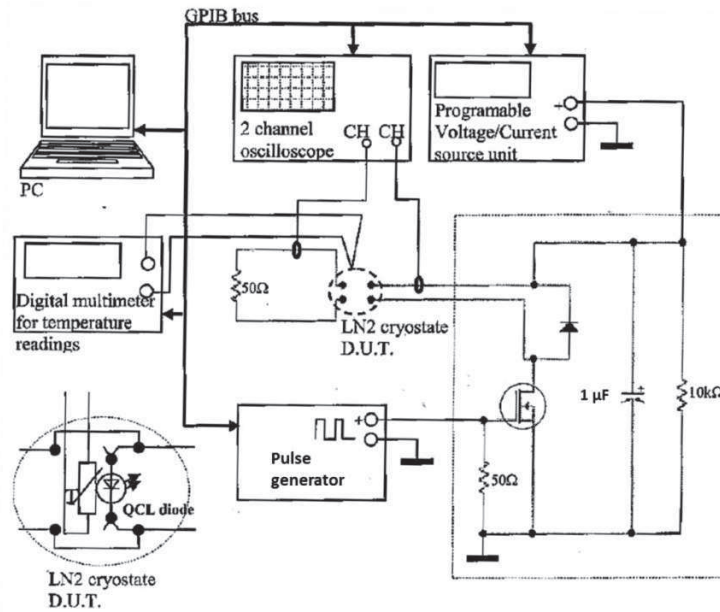 GPIB bus
2 channel
oscilloscope
CH
CH
Programable
Voltage/Current
source unit
+
PC
Digital multimeter
for temperature
readings
50Ω
LN2 cryostate
D.U.T.
Pulse
generator
+
50Ω
1 µF
+
10kΩ
QCL diode
LN2 cryostate
D.U.T.